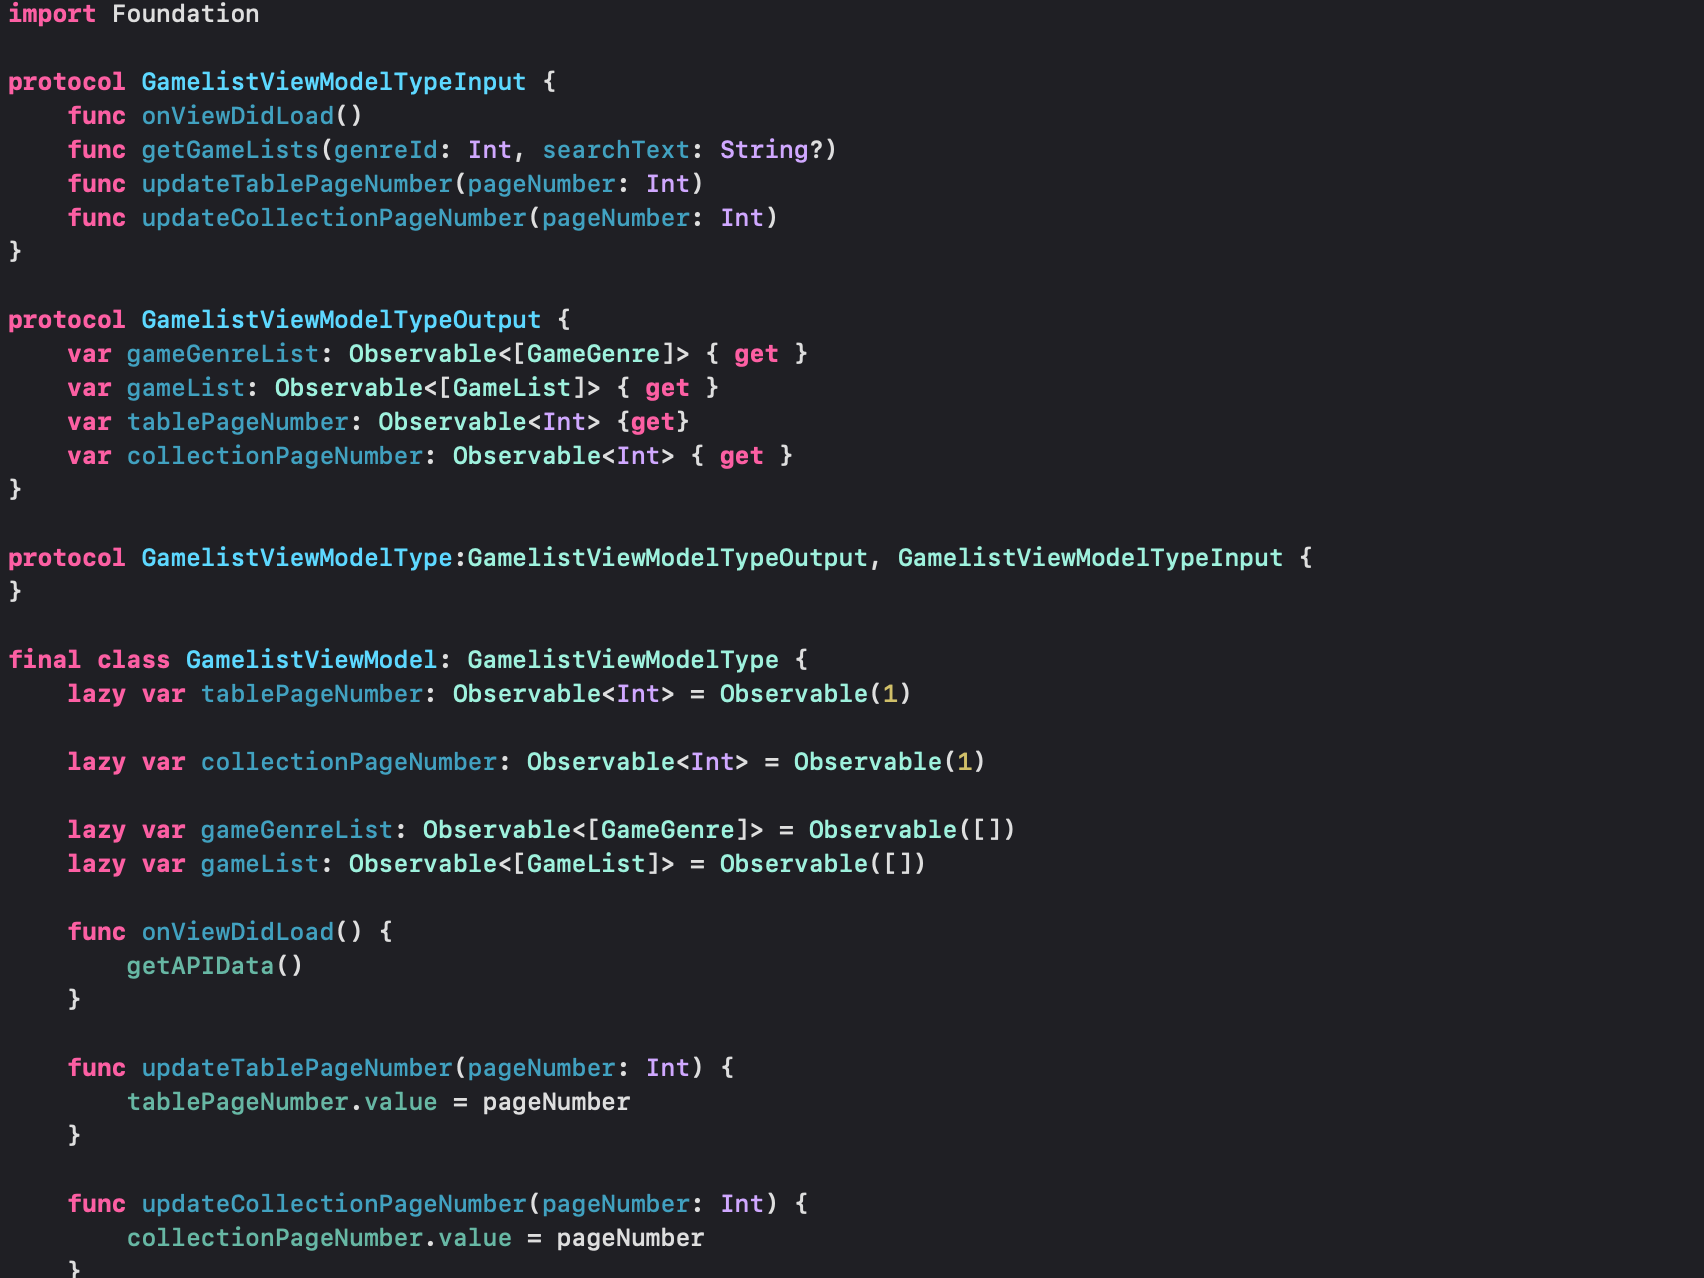 import Foundation
protocol GamelistViewModelTypeInput {
    func onViewDidLoad()
    func getGameLists(genreId: Int, searchText: String?)
    func updateTablePageNumber(pageNumber: Int)
    func updateCollectionPageNumber(pageNumber: Int)
}
protocol GamelistViewModelTypeOutput {
    var gameGenreList: Observable<[GameGenre]> { get }
    var gameList: Observable<[GameList]> { get }
    var tablePageNumber: Observable<Int> {get}
    var collectionPageNumber: Observable<Int> { get }
}
protocol GamelistViewModelType:GamelistViewModelTypeOutput, GamelistViewModelTypeInput {
}
final class GamelistViewModel: GamelistViewModelType {
    lazy var tablePageNumber: Observable<Int> = Observable(1)
    lazy var collectionPageNumber: Observable<Int> = Observable(1)
    lazy var gameGenreList: Observable<[GameGenre]> = Observable([])
    lazy var gameList: Observable<[GameList]> = Observable([])
    func onViewDidLoad() {
        getAPIData()
    }
    func updateTablePageNumber(pageNumber: Int) {
        tablePageNumber.value = pageNumber
    }
    func updateCollectionPageNumber(pageNumber: Int) {
        collectionPageNumber.value = pageNumber
    }